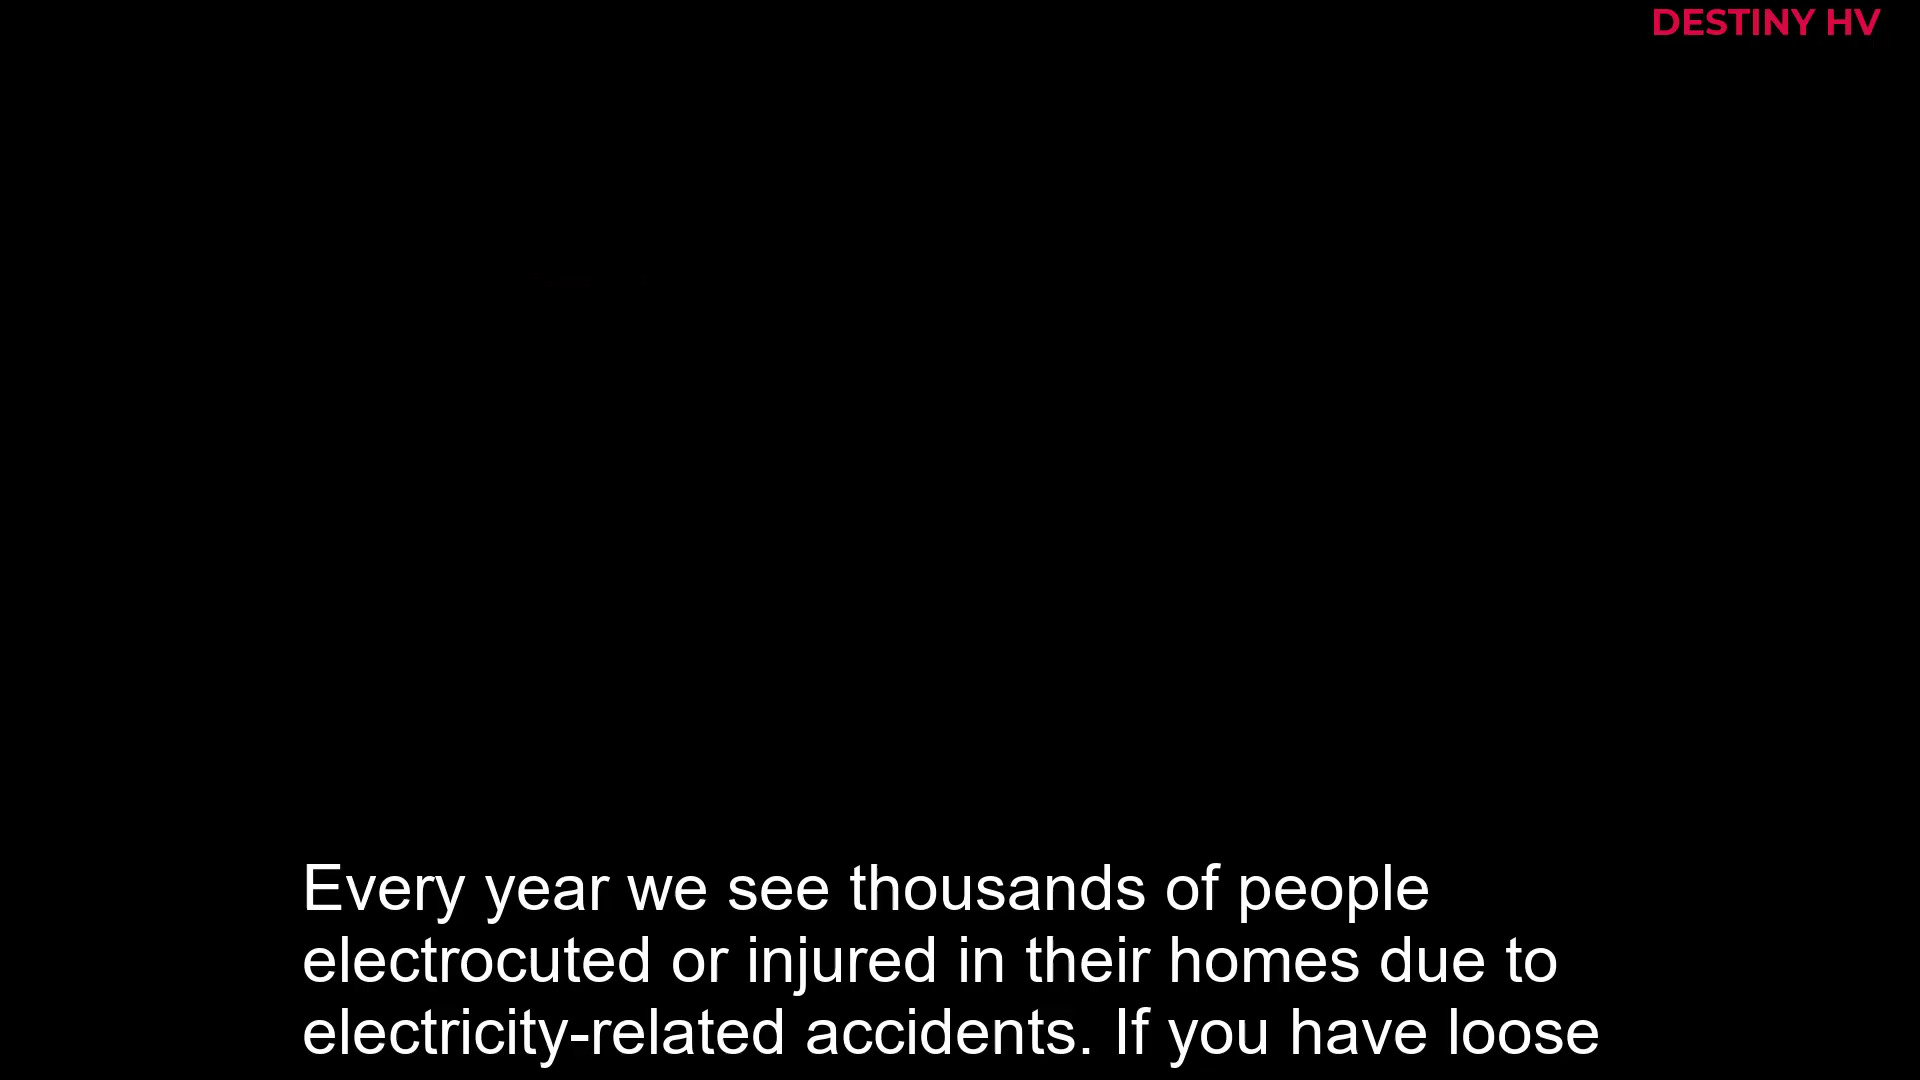 DESTINY HV
Every year we see thousands of people
electrocuted or injured in their homes due to
electricity-related accidents. If you have loose